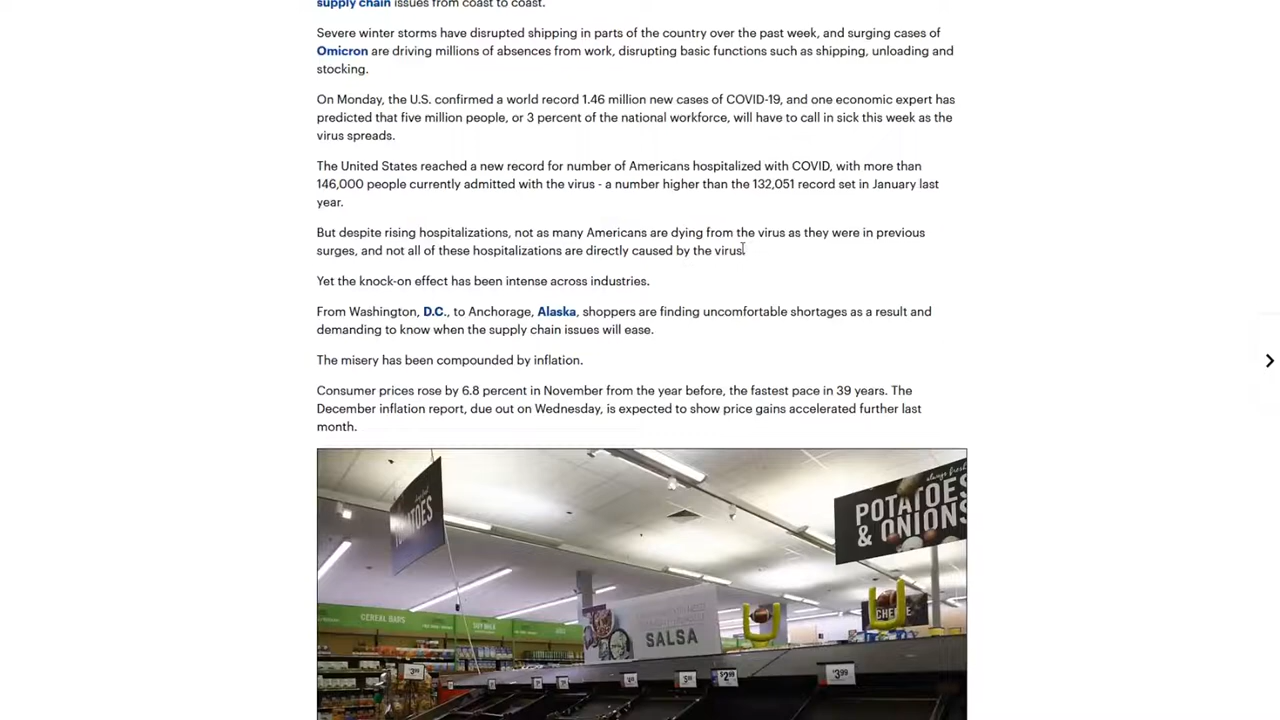 supply chain issues from coast to coast.
Severe winter storms have disrupted shipping in parts of the country over the past week, and surging cases of
Omicron are driving millions of absences from work, disrupting basic functions such as shipping, unloading and
stocking.
On Monday, the U.S. confirmed a world record 1.46 million new cases of COVID-19, and one economic expert has
predicted that five million people, or 3 percent of the national workforce, will have to call in sick this week as the
virus spreads.
The United States reached a new record for number of Americans hospitalized with COVID, with more than
146,000 people currently admitted with the virus - a number higher than the 132,051 record set in January last
year.
But despite rising hospitalizations, not as many Americans are dying from the virus as they were in previous
surges, and not all of these hospitalizations are directly caused by the virus.
Yet the knock-on effect has been intense across industries.
From Washington, D.C., to Anchorage, Alaska, shoppers are finding uncomfortable shortages as a result and
demanding to know when the supply chain issues will ease.
The misery has been compounded by inflation.
Consumer prices rose by 6.8 percent in November from the year before, the fastest pace in 39 years. The
December inflation report, due out on Wednesday, is expected to show price gains accelerated further last
month.
always fresh
POTATOES
& ONIONS
CEREAL BARS
SALSA
$3.99